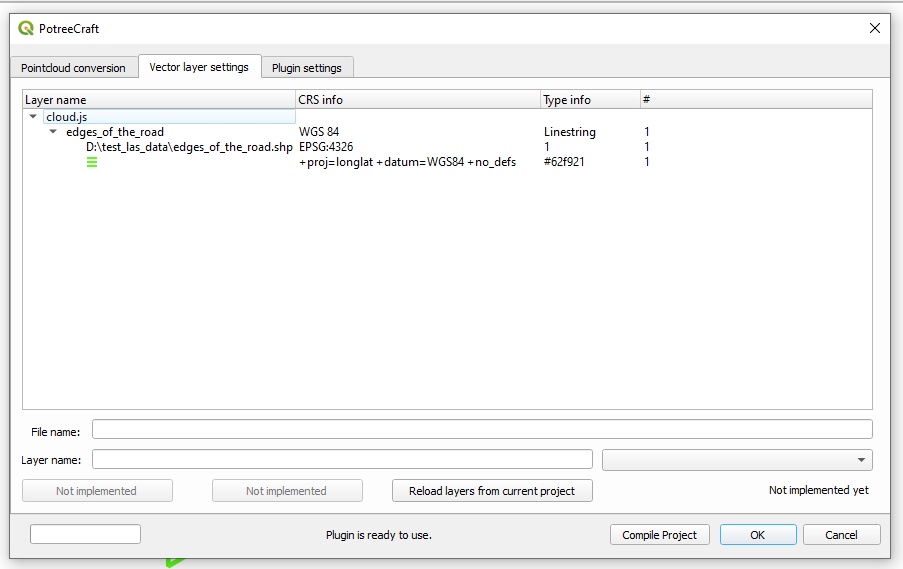 PotreeCraft
Pointcloud conversion Vector layer settings Plugin settings
Layer name CRS info Type info #
cloud.js
edges_of_the_road WGS 84 Linestring 1
D:\test_las_data\edges_of_the_road.shp EPSG:4326 1 1
+proj=longlat +datum=WGS84 +no_defs #62f921 1
File name:
Layer name:
Not implemented Not implemented Reload layers from current project Not implemented yet
Plugin is ready to use. Compile Project OK Cancel